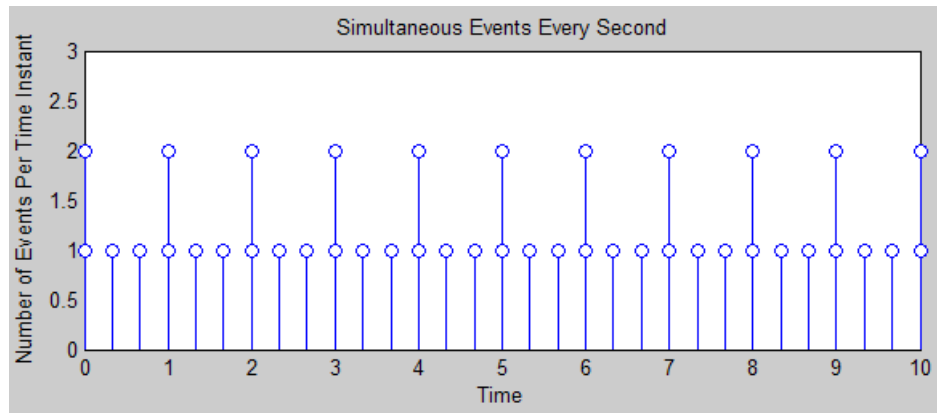 Simultaneous Events Every Second
Number of Events Per Time Instant
3
2.5
2
1.5
1
0.5
0
0 1 2 3 4 5 6 7 8 9 10
Time